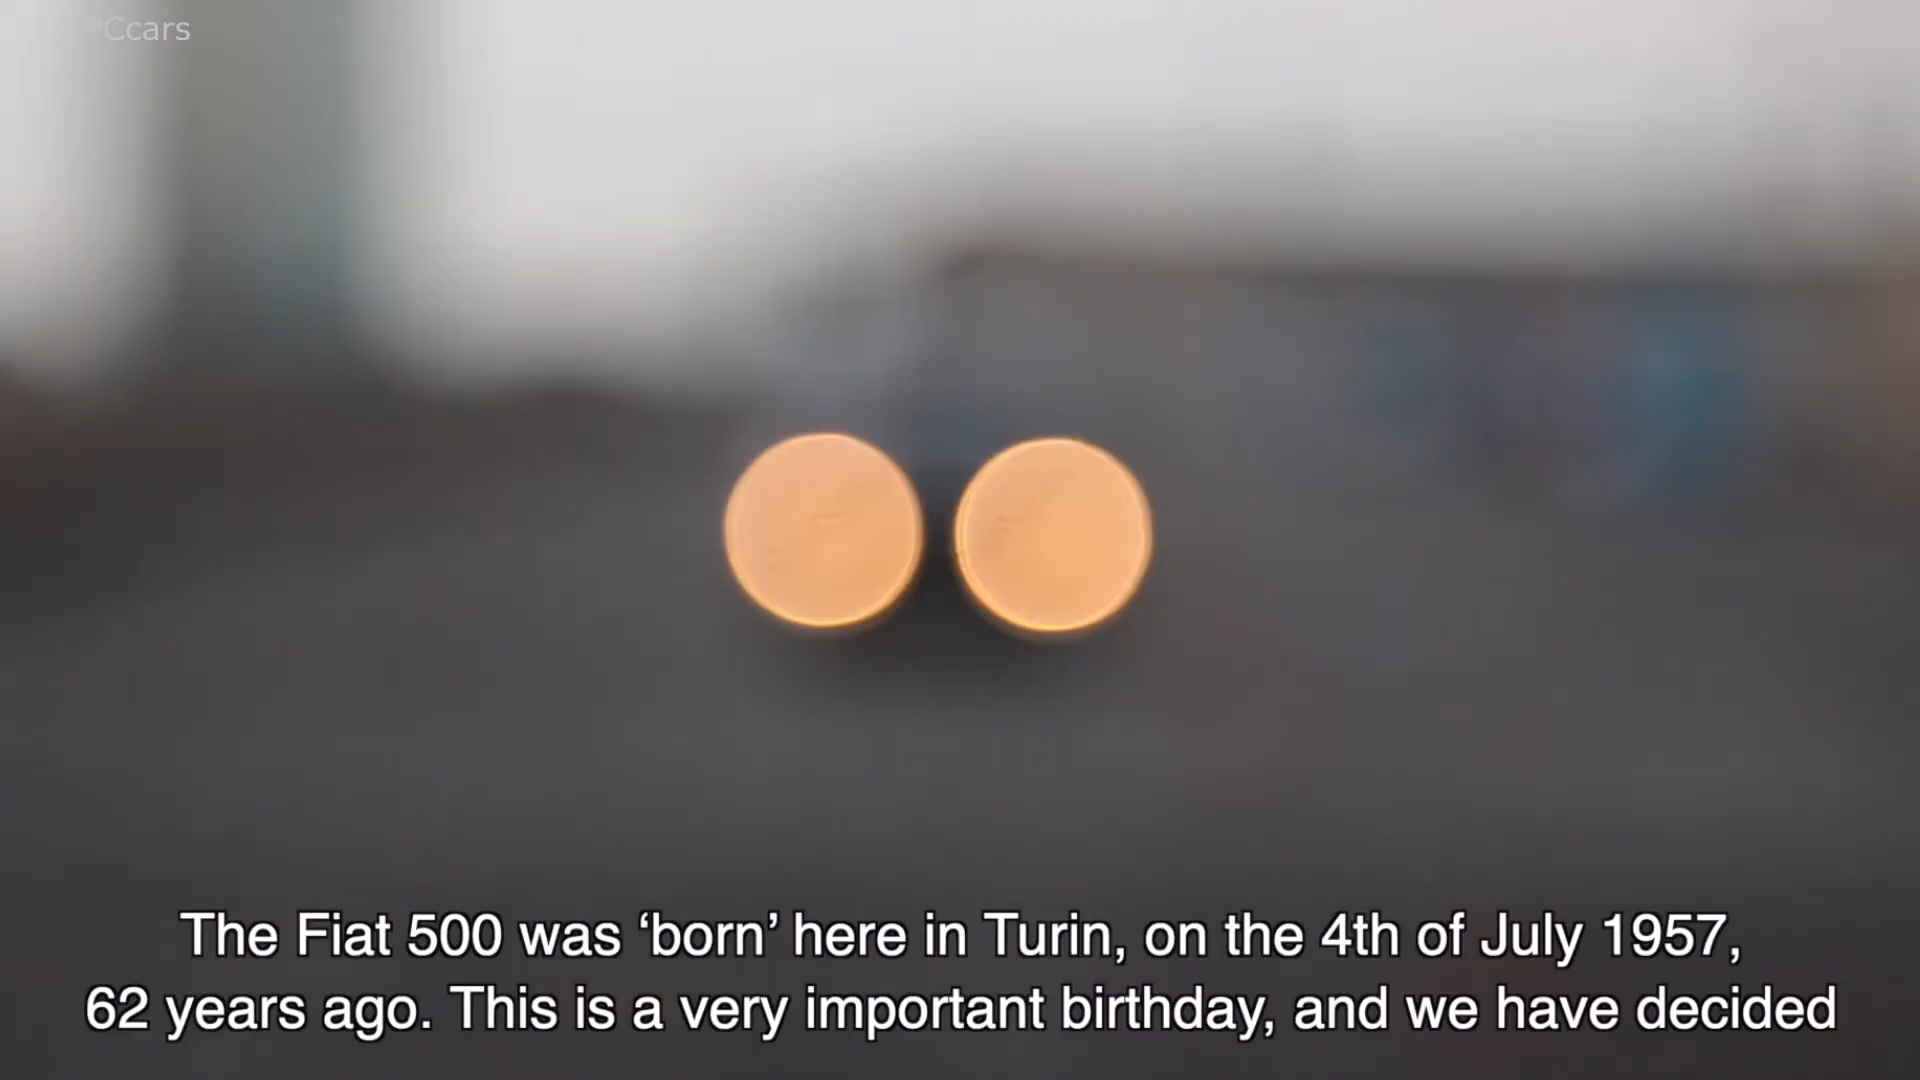 Ccars
The Fiat 500 was ‘born’ here in Turin, on the 4th of July 1957,
62 years ago. This is a very important birthday, and we have decided